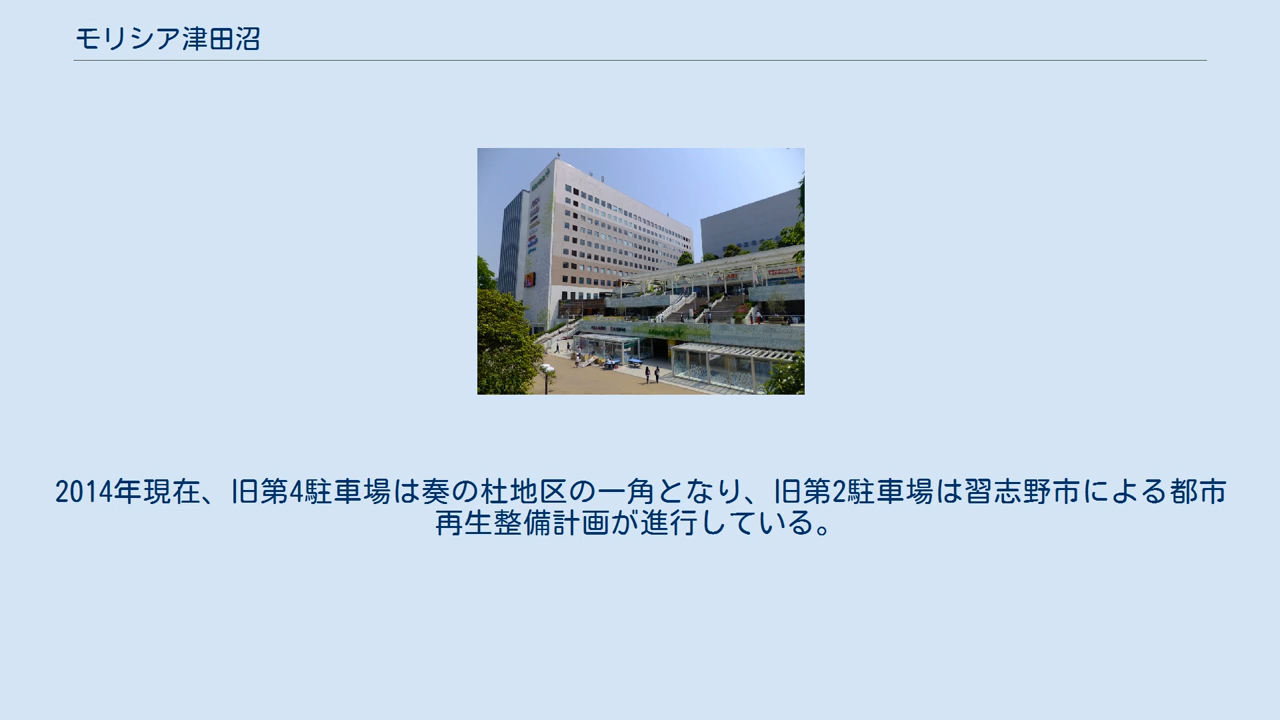 モリシア津田沼
2014年現在、旧第4駐車場は奏の杜地区の一角となり、旧第2駐車場は習志野市による都市
再生整備計画が進行している。